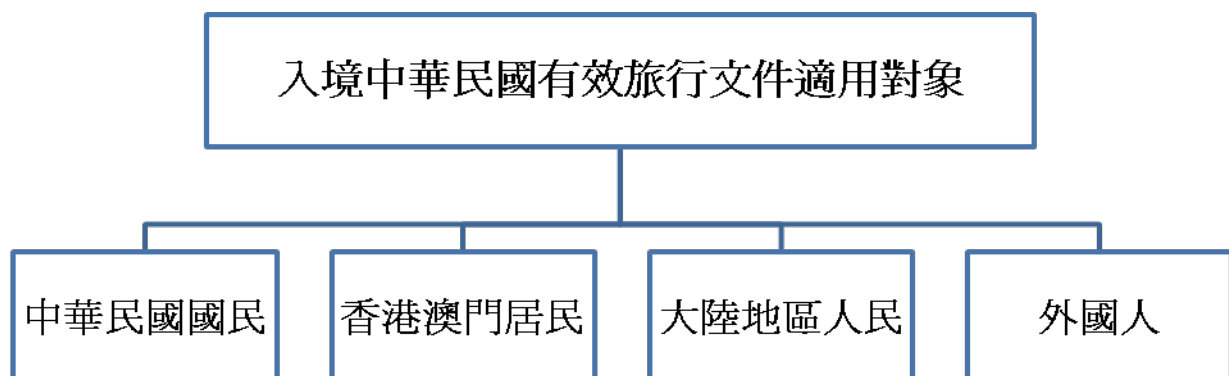 入境中華民國有效旅行文件適用對象
中華民國國民
香港澳門居民
大陸地區人民
外國人